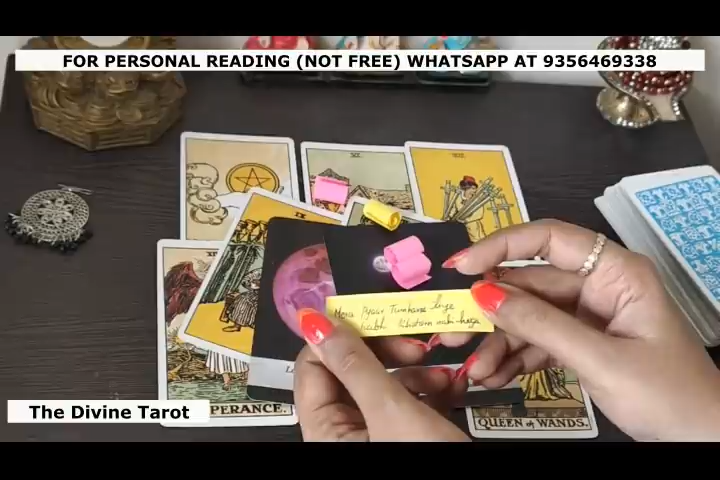 FOR PERSONAL READING (NOT FREE) WHATSAPP AT 9356469338
Mera Pyaar Tumhare liye
kabhi khatam nahi hoga
The Divine Tarot
PERANCE.
QUEEN of WANDS.